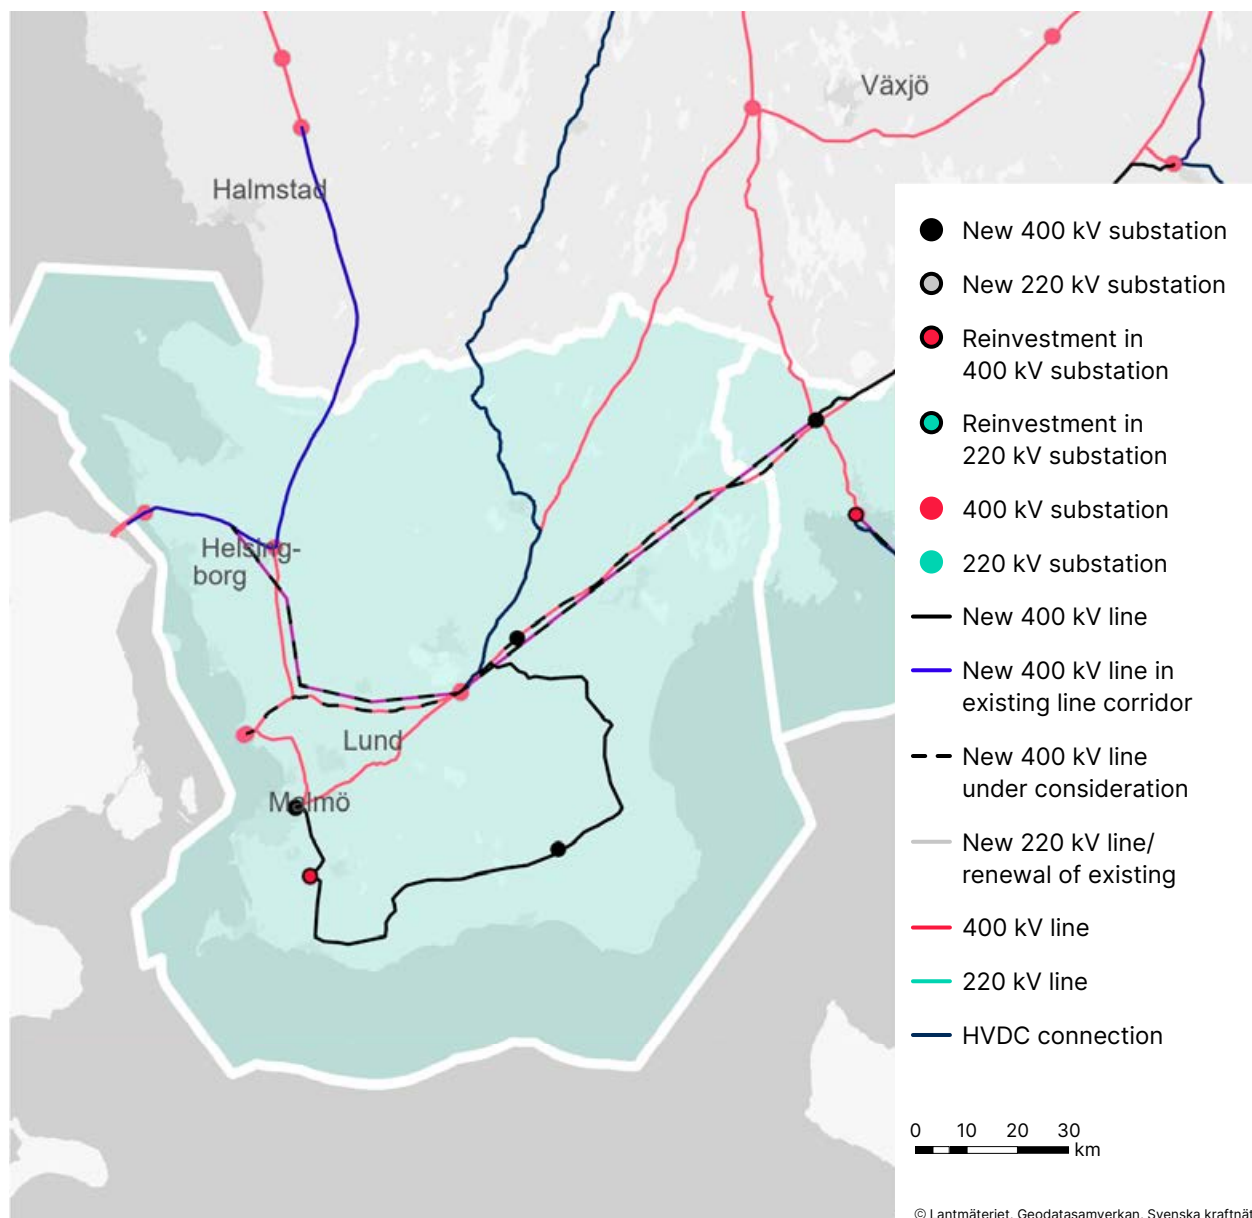 Växjö
Halmstad
Helsing-
borg
Lund
Malmö
New 400 kV substation
New 220 kV substation
Reinvestment in
400 kV substation
Reinvestment in
220 kV substation
400 kV substation
220 kV substation
New 400 kV line
New 400 kV line in
existing line corridor
New 400 kV line
under consideration
New 220 kV line/
renewal of existing
400 kV line
220 kV line
HVDC connection
0 10 20 30
km
© Lantmäteriet, Geodatasamverkan, Svenska kraftnät